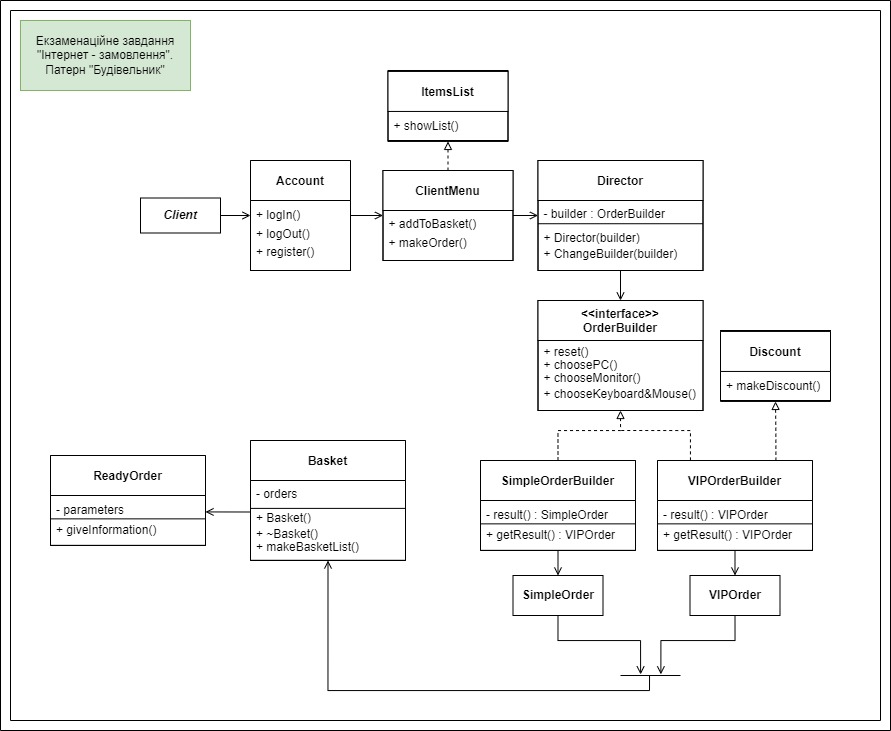 Екзаменаційне завдання
"Інтернет - замовлення".
Патерн "Будівельник"
ItemsList
+ showList()
Client
Account
+ logIn()
+ logOut()
+ register()
ClientMenu
+ addToBasket()
+ makeOrder()
Director
- builder : OrderBuilder
+ Director(builder)
+ ChangeBuilder(builder)
<<interface>>
OrderBuilder
+ reset()
+ choosePC()
+ chooseMonitor()
+ chooseKeyboard&Mouse()
Discount
+ makeDiscount()
ReadyOrder
- parameters
+ giveInformation()
Basket
- orders
+ Basket()
+ ~Basket()
+ makeBasketList()
SimpleOrderBuilder
- result() : SimpleOrder
+ getResult() : VIPOrder
VIPOrderBuilder
- result() : VIPOrder
+ getResult() : VIPOrder
SimpleOrder
VIPOrder